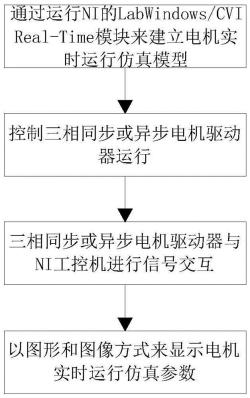 通过运行NI的LabWindows/CVI
Real-Time模块来建立电机实
时运行仿真模型
控制三相同步或异步电机驱动
器运行
三相同步或异步电机驱动器与
NI工控机进行信号交互
以图形和图像方式来显示电机
实时运行仿真参数